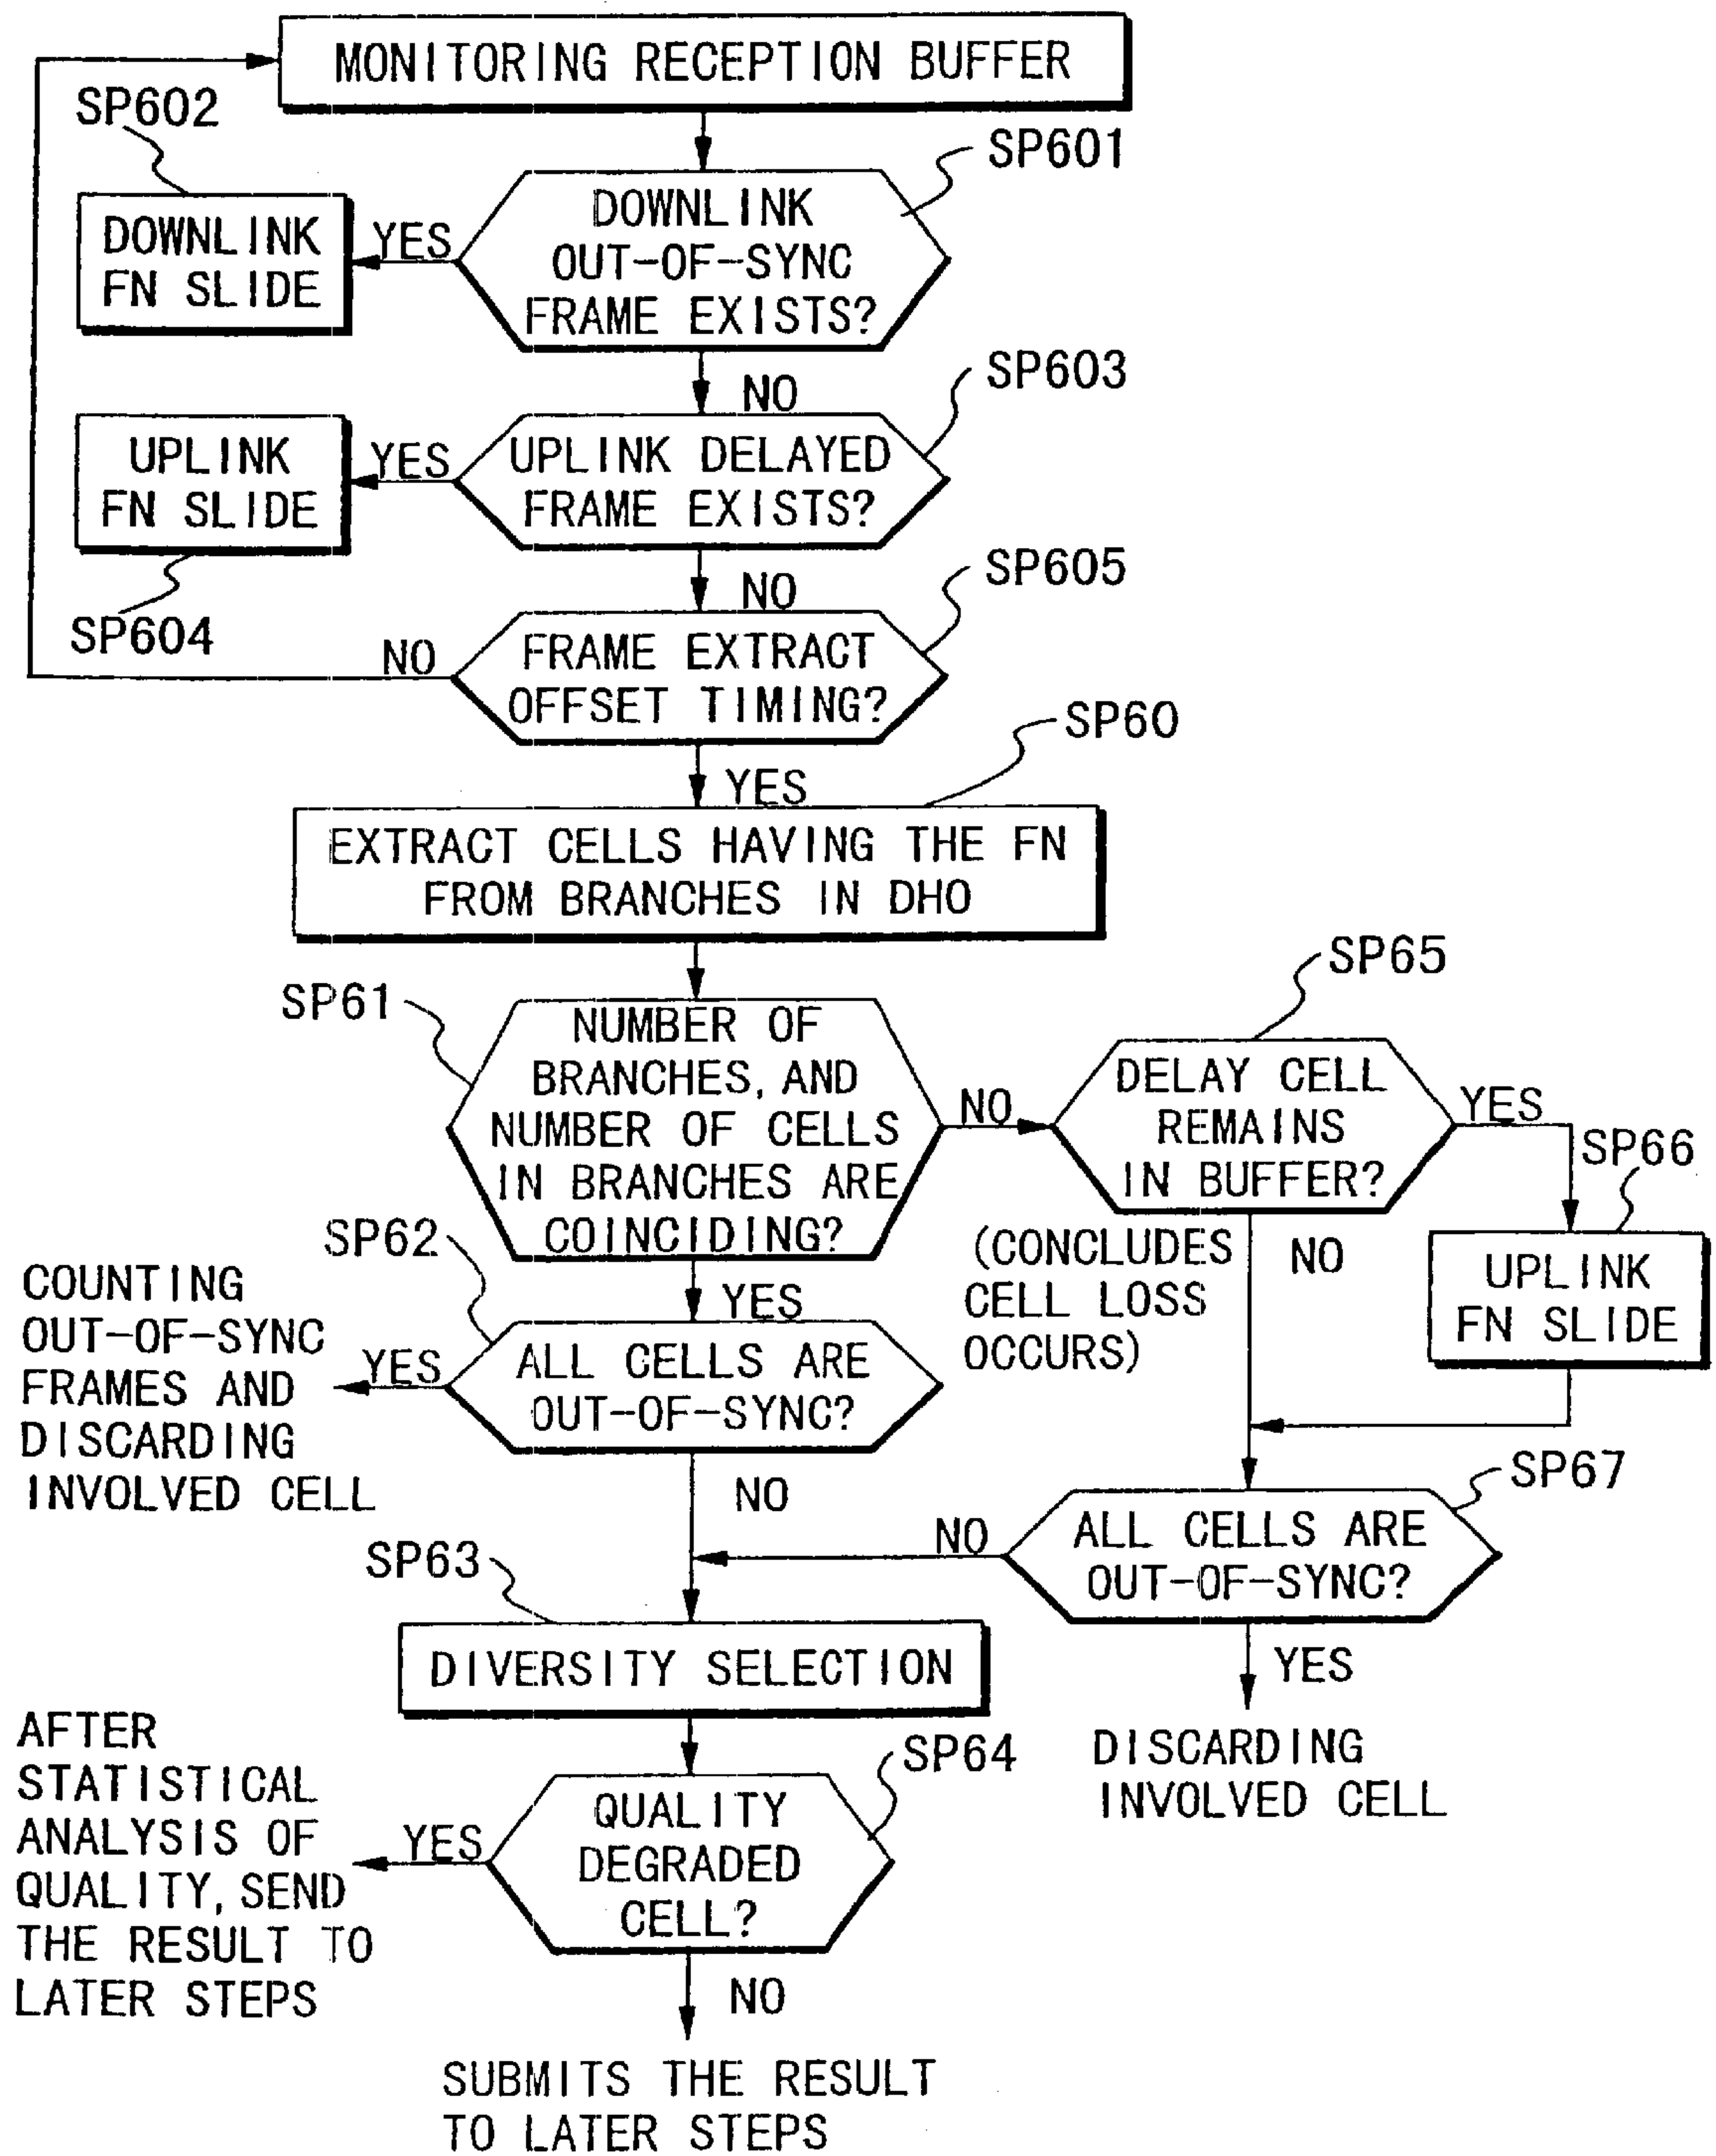 MONITORING RECEPTION BUFFER
SP602
SP601
DOWNLINK
OUT-OF-SYNC
FRAME EXISTS?
YES
DOWNLINK
FN SLIDE
NO
SP603
UPLINK DELAYED
FRAME EXISTS?
YES
UPLINK
FN SLIDE
SP604
NO
SP605
FRAME EXTRACT
OFFSET TIMING?
NO
YES
SP60
EXTRACT CELLS HAVING THE FN
FROM BRANCHES IN DHO
SP61
NUMBER OF
BRANCHES, AND
NUMBER OF CELLS
IN BRANCHES ARE
COINCIDING?
NO
SP65
DELAY CELL
REMAINS
IN BUFFER?
YES
SP66
UPLINK
FN SLIDE
(CONCLUDES
CELL LOSS
OCCURS)
NO
YES
SP62
ALL CELLS ARE
OUT-OF-SYNC?
YES
COUNTING
OUT-OF-SYNC
FRAMES AND
DISCARDING
INVOLVED CELL
NO
SP67
ALL CELLS ARE
OUT-OF-SYNC?
NO
YES
DISCARDING
INVOLVED CELL
SP63
DIVERSITY SELECTION
SP64
QUALITY
DEGRADED
CELL?
YES
AFTER
STATISTICAL
ANALYSIS OF
QUALITY, SEND
THE RESULT TO
LATER STEPS
NO
SUBMITS THE RESULT
TO LATER STEPS